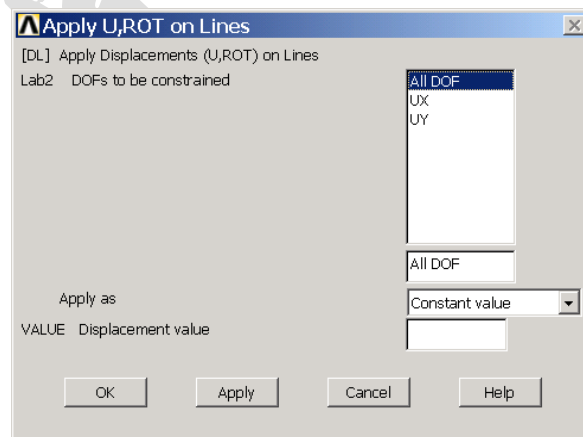 Apply U,ROT on Lines
[DL] Apply Displacements (U,ROT) on Lines
Lab2 DOFs to be constrained
All DOF
UX
UY
All DOF
Apply as
Constant value
VALUE Displacement value
OK Apply Cancel Help